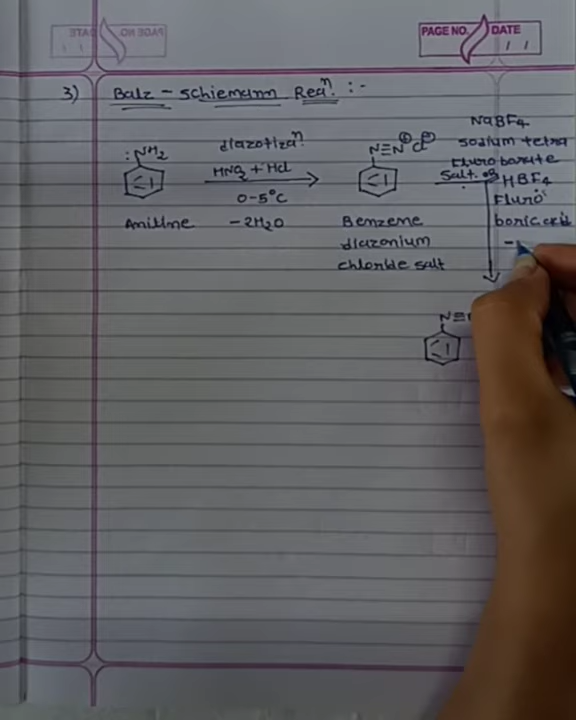 PAGE NO. DATE
/ /
3) Balz - schiemann Reaⁿ. :-
NaBF4
:NH2 diazotizaⁿ N≡N⊕ Cl⊖ sodium tetra
HNO2 + HCl Fluroborate
Salt. or HBF4
0-5°C Fluro
Aniline -2H2O Benzene boric acid
diazonium -
chloride salt
N≡